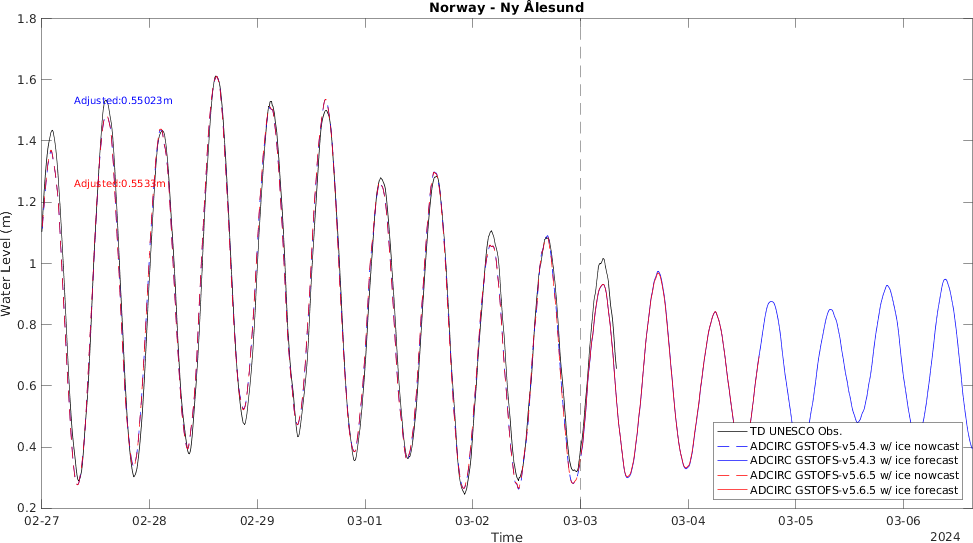 Norway - Ny Ålesund
1.8
1.6
1.4
1.2
1
0.8
0.6
0.4
0.2
Water Level (m)
Adjusted:0.55023m
Adjusted:0.5533m
TD UNESCO Obs.
ADCIRC GSTOFS-v5.4.3 w/ ice nowcast
ADCIRC GSTOFS-v5.4.3 w/ ice forecast
ADCIRC GSTOFS-v5.6.5 w/ ice nowcast
ADCIRC GSTOFS-v5.6.5 w/ ice forecast
02-27 02-28 02-29 03-01 03-02 03-03 03-04 03-05 03-06
Time
2024